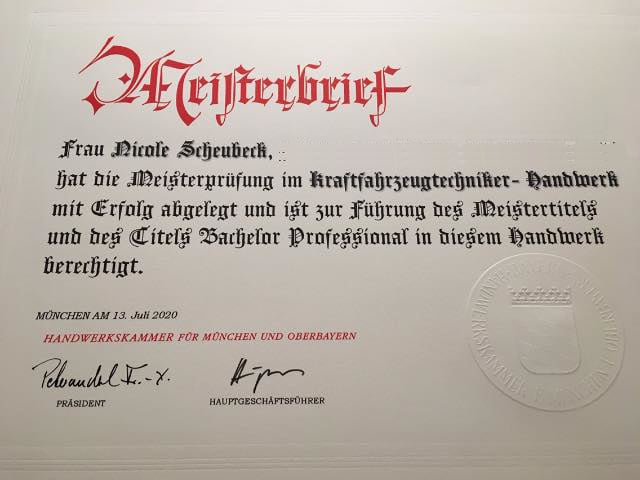 Meisterbrief
Frau Nicole Scheubeck,
hat die Meisterprüfung im Kraftfahrzeugtechniker-Handwerk
mit Erfolg abgelegt und ist zur Führung des Meistertitels
und des Titels Bachelor Professional in diesem Handwerk
berechtigt.
MÜNCHEN AM 13. Juli 2020
HANDWERKSKAMMER FÜR MÜNCHEN UND OBERBAYERN
PRÄSIDENT
HAUPTGESCHÄFTSFÜHRER
HANDWERKSKAMMER